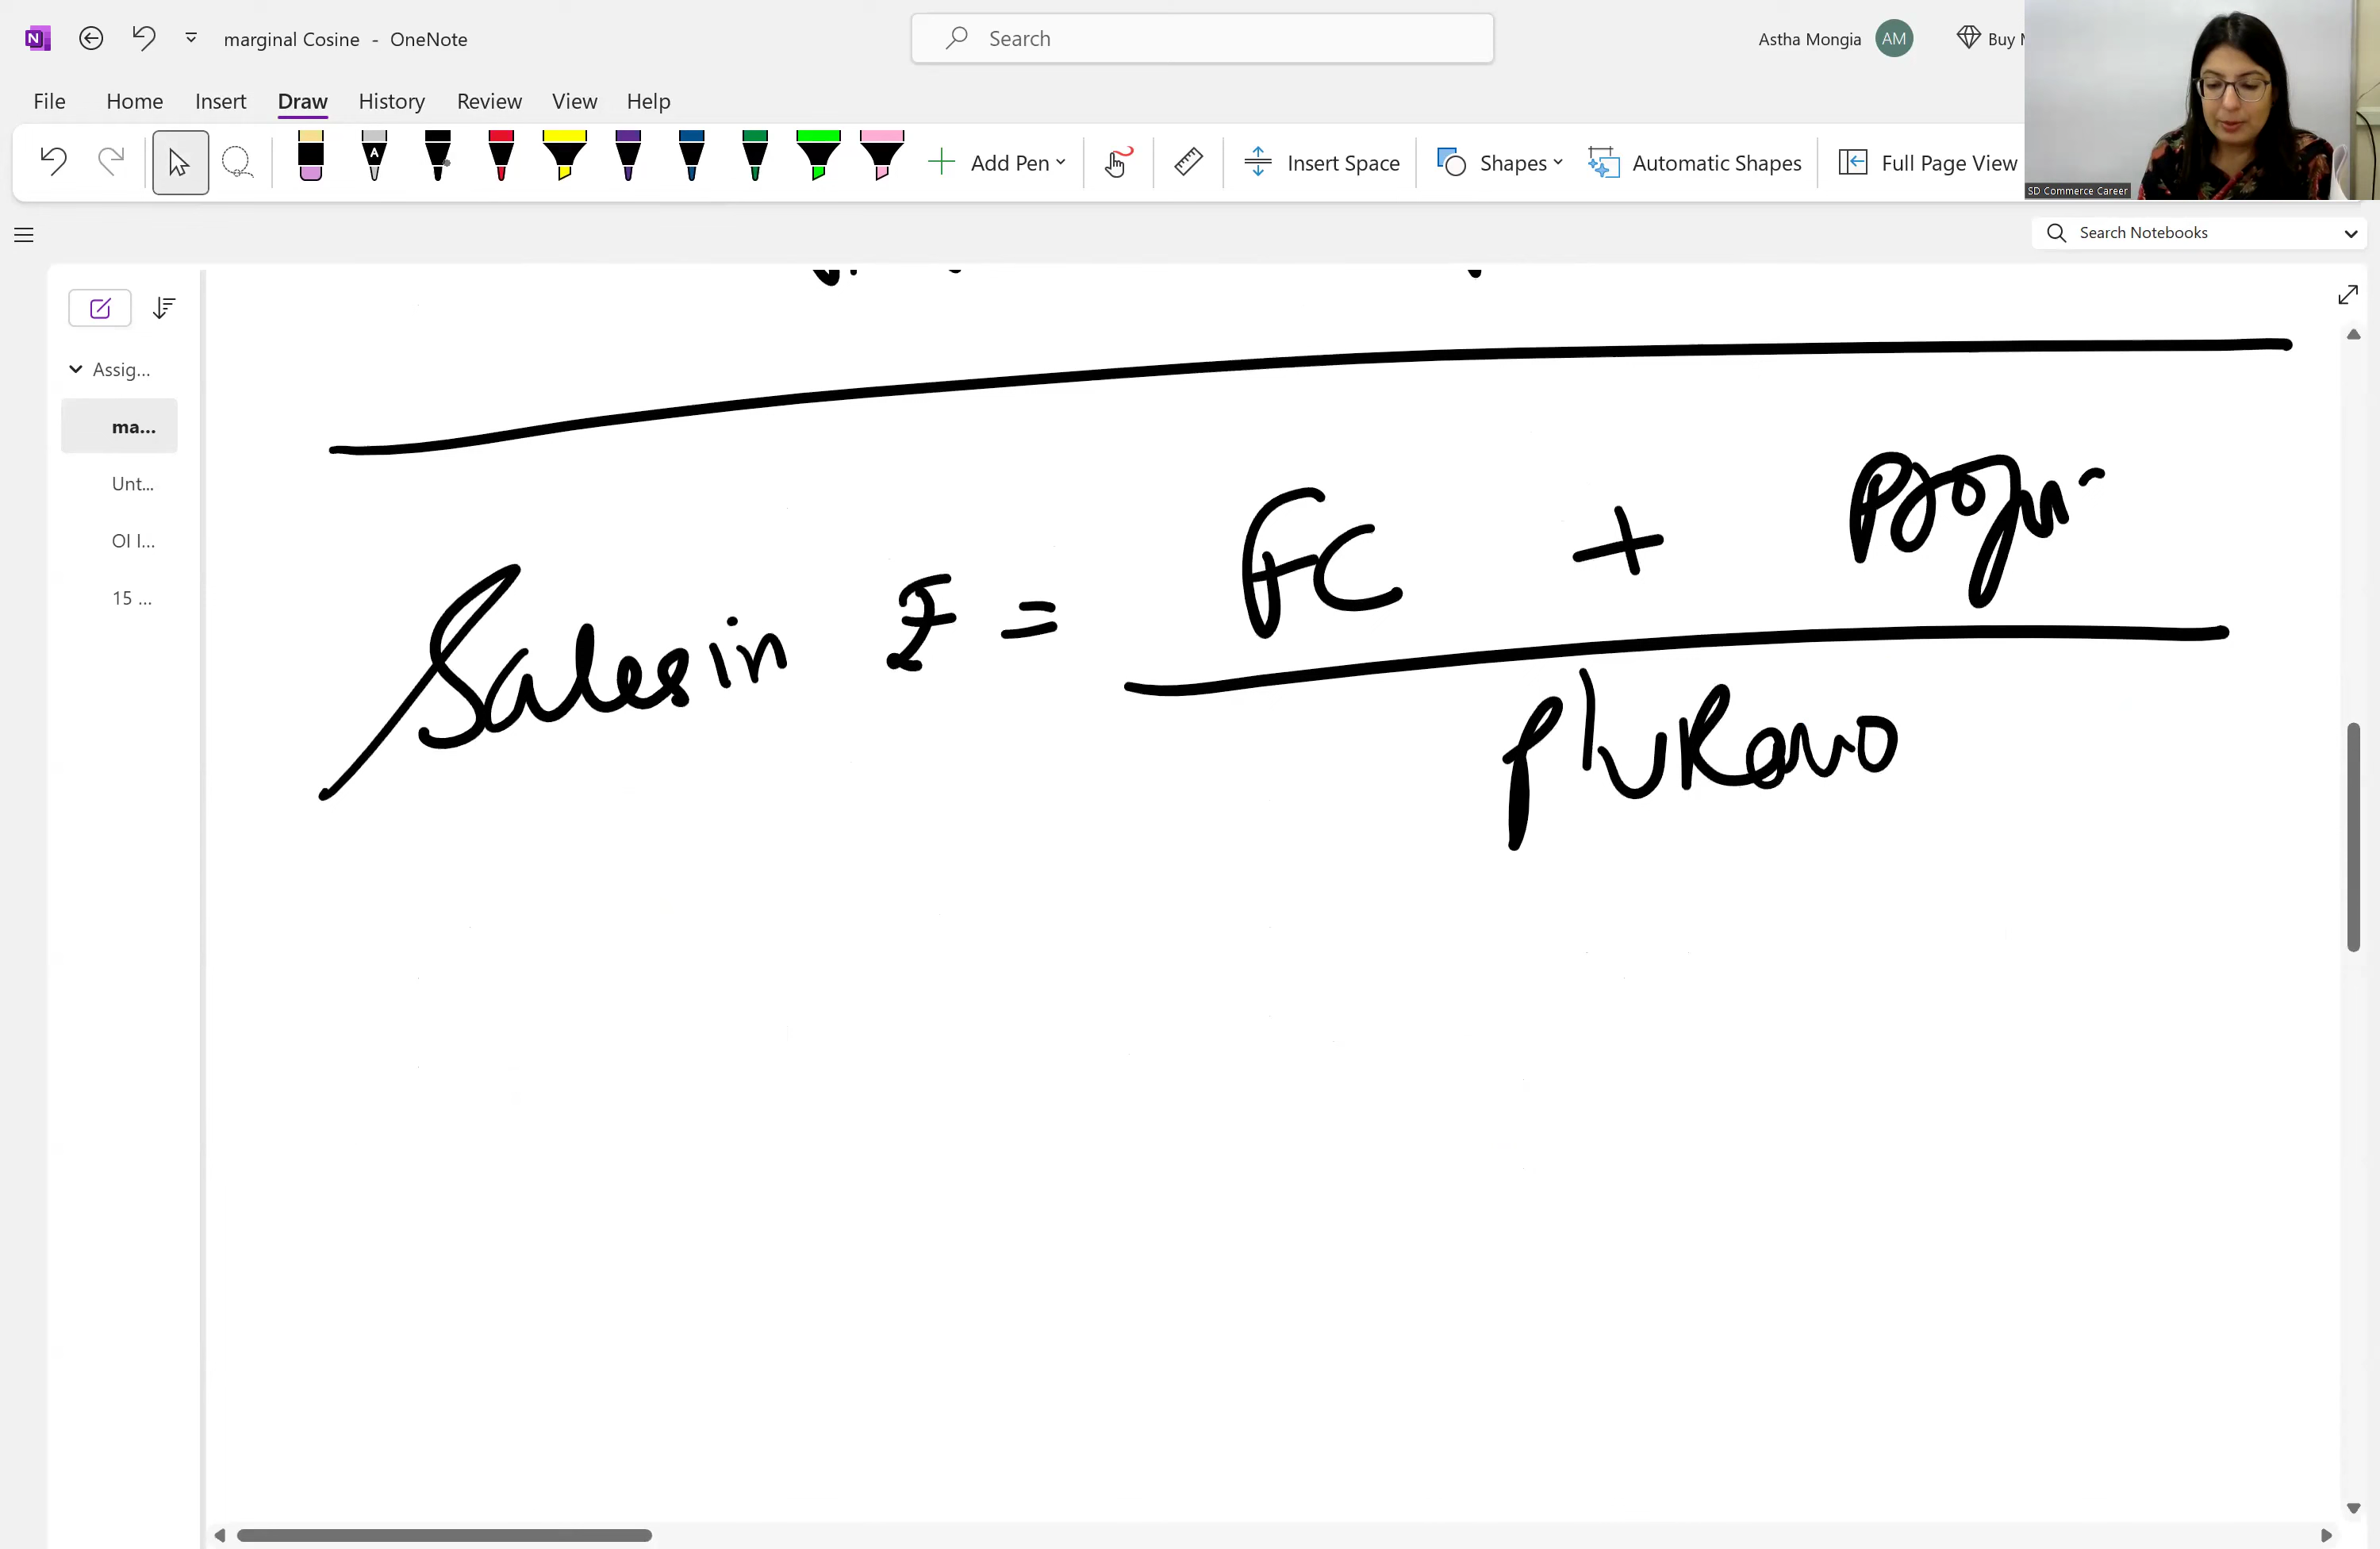 marginal Cosine - OneNote
Search
Astha Mongia AM
Buy
File Home Insert Draw History Review View Help
Add Pen
Insert Space
Shapes
Automatic Shapes
Full Page View
SD Commerce Career
Search Notebooks
Assig...
ma...
Unt...
OI I...
15 ...
Sales in ₹ = FC + Profit
P/V Ratio